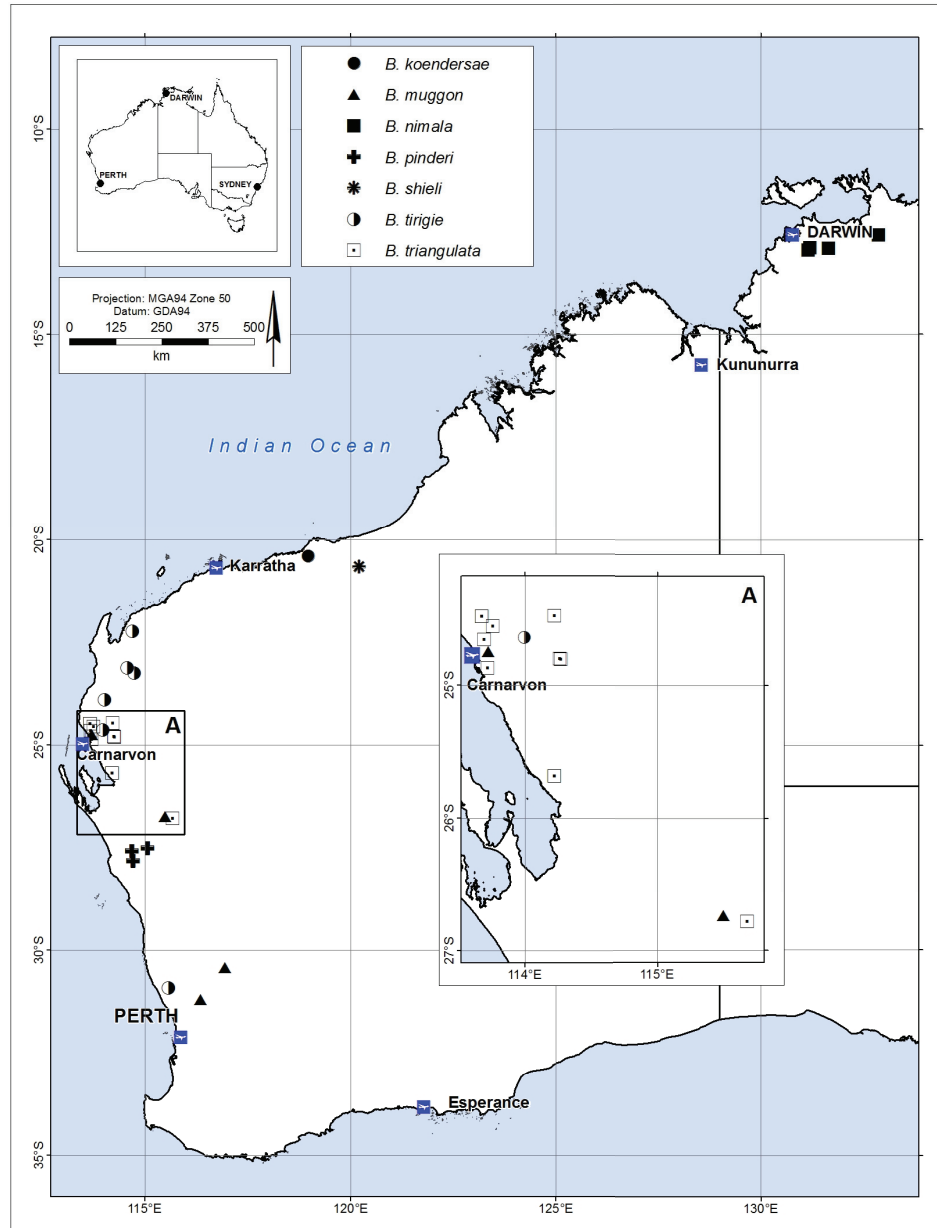 DARWIN
PERTH
SYDNEY
B. koendersae
B. muggon
B. nimala
B. pinderi
B. shieli
B. tirigie
B. triangulata
Projection: MGA94 Zone 50
Datum: GDA94
0 125 250 375 500
km
10°S
15°S
20°S
25°S
30°S
35°S
DARWIN
Kununurra
Indian Ocean
Karratha
A
Carnarvon
A
Carnarvon
25°S
26°S
27°S
114°E
115°E
PERTH
Esperance
115°E
120°E
125°E
130°E